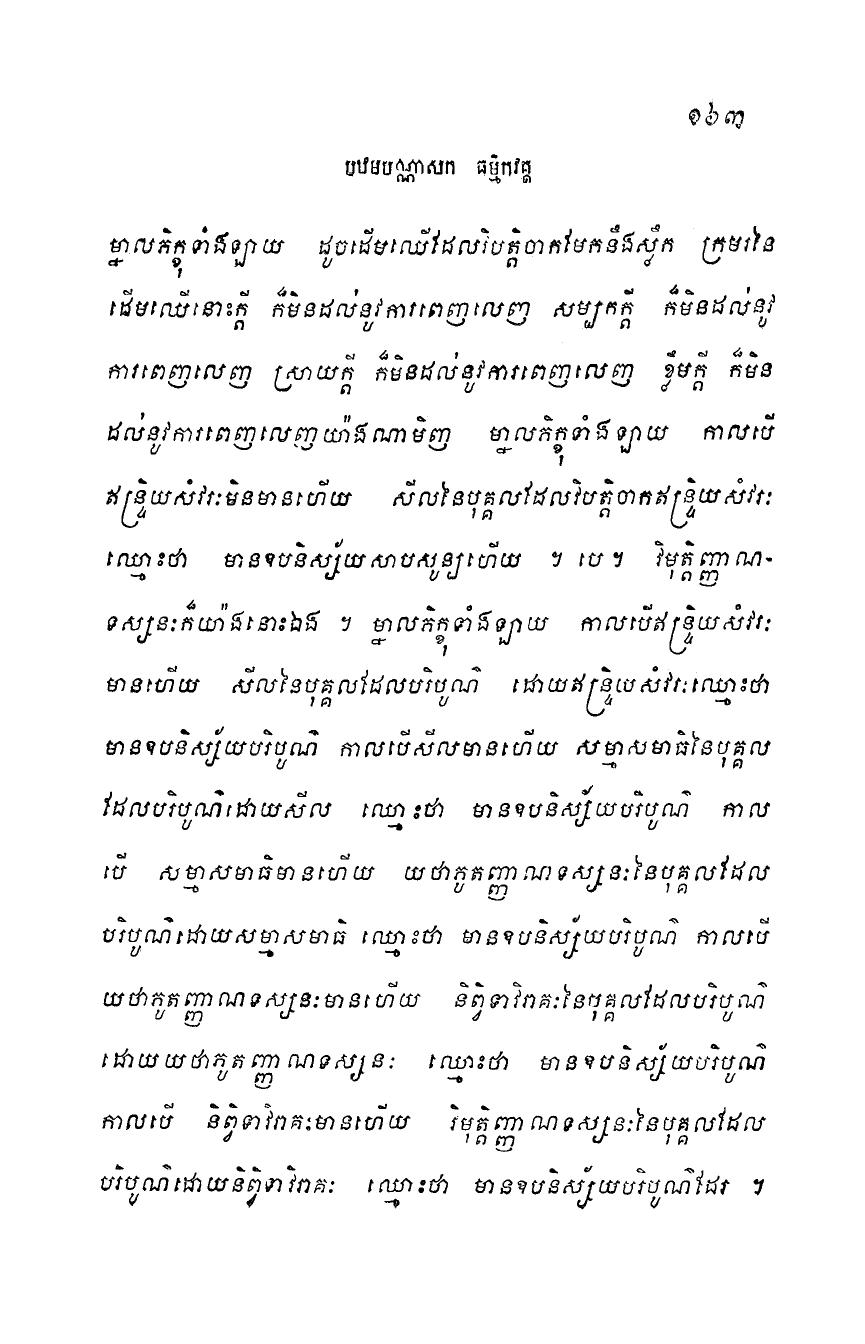 ១៦៣
បឋមបណ្ណាសក ធម្មិកវគ្គ
ម្នាលភិក្ខុទាំងឡាយ ដូចដើមឈើដែលវិបត្តិចាកមែកនឹងស្លឹក ក្រមរនៃ
ដើមឈើនោះក្តី ក៏មិនដល់នូវការពេញលេញ សម្បកក្តី ក៏មិនដល់នូវ
ការពេញលេញ ស្រាយក្តី ក៏មិនដល់នូវការពេញលេញ ខ្លឹមក្តី ក៏មិន
ដល់នូវការពេញលេញយ៉ាងណាមិញ ម្នាលភិក្ខុទាំងឡាយ កាលបើ
ឥន្ទ្រិយសំវរៈមិនមានហើយ សីលនៃបុគ្គលដែលវិបត្តិចាកឥន្ទ្រិយសំវរៈ
ឈ្មោះថា មានឧបនិស្ស័យសាបសូន្យហើយ ។ បេ ។ វិមុត្តិញ្ញាណ-
ទស្សនៈក៏យ៉ាងនោះឯង ។ ម្នាលភិក្ខុទាំងឡាយ កាលបើឥន្ទ្រិយសំវរៈ
មានហើយ សីលនៃបុគ្គលដែលបរិបូណ៌ ដោយឥន្ទ្រិយសំវរៈឈ្មោះថា
មានឧបនិស្ស័យបរិបូណ៌ កាលបើសីលមានហើយ សម្មាសមាធិនៃបុគ្គល
ដែលបរិបូណ៌ដោយសីល ឈ្មោះថា មានឧបនិស្ស័យបរិបូណ៌ កាល
បើ សម្មាសមាធិមានហើយ យថាភូតញ្ញាណទស្សនៈនៃបុគ្គលដែល
បរិបូណ៌ដោយសម្មាសមាធិ ឈ្មោះថា មានឧបនិស្ស័យបរិបូណ៌ កាលបើ
យថាភូតញ្ញាណទស្សនៈមានហើយ និព្វិទាវិរាគៈនៃបុគ្គលដែលបរិបូណ៌
ដោយយថាភូតញ្ញាណទស្សនៈ ឈ្មោះថា មានឧបនិស្ស័យបរិបូណ៌
កាលបើ និព្វិទាវិរាគៈមានហើយ វិមុត្តិញ្ញាណទស្សនៈនៃបុគ្គលដែល
បរិបូណ៌ដោយនិព្វិទាវិរាគៈ ឈ្មោះថា មានឧបនិស្ស័យបរិបូណ៌ដែរ ។